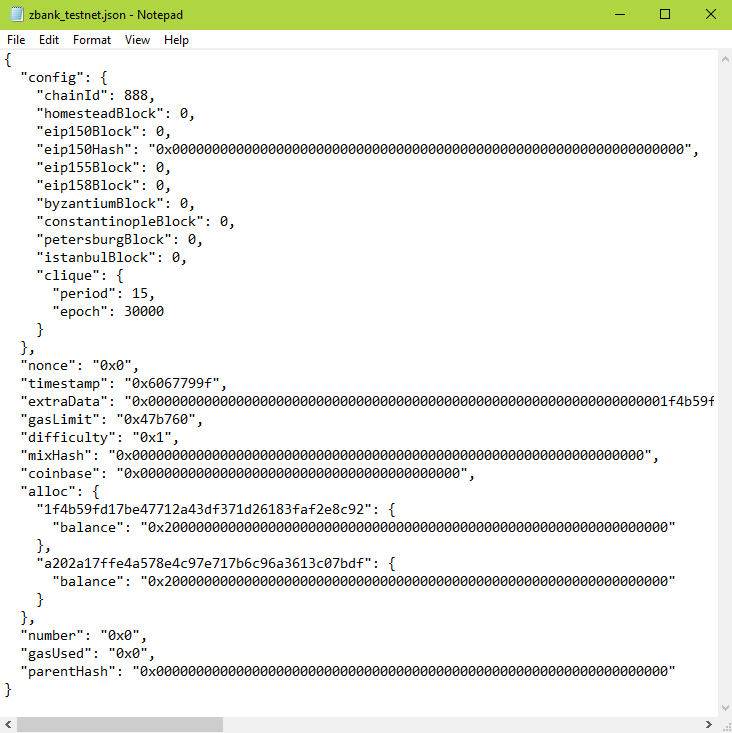 zbank_testnet.json - Notepad
File Edit Format View Help
{
  "config": {
    "chainId": 888,
    "homesteadBlock": 0,
    "eip150Block": 0,
    "eip150Hash": "0x0000000000000000000000000000000000000000000000000000000000000000",
    "eip155Block": 0,
    "eip158Block": 0,
    "byzantiumBlock": 0,
    "constantinopleBlock": 0,
    "petersburgBlock": 0,
    "istanbulBlock": 0,
    "clique": {
      "period": 15,
      "epoch": 30000
    }
  },
  "nonce": "0x0",
  "timestamp": "0x6067799f",
  "extraData": "0x00000000000000000000000000000000000000000000000000000000000000001f4b59f
  "gasLimit": "0x47b760",
  "difficulty": "0x1",
  "mixHash": "0x0000000000000000000000000000000000000000000000000000000000000000",
  "coinbase": "0x0000000000000000000000000000000000000000",
  "alloc": {
    "1f4b59fd17be47712a43df371d26183faf2e8c92": {
      "balance": "0x200000000000000000000000000000000000000000000000000000000000000"
    },
    "a202a17ffe4a578e4c97e717b6c96a3613c07bdf": {
      "balance": "0x200000000000000000000000000000000000000000000000000000000000000"
    }
  },
  "number": "0x0",
  "gasUsed": "0x0",
  "parentHash": "0x0000000000000000000000000000000000000000000000000000000000000000"
}